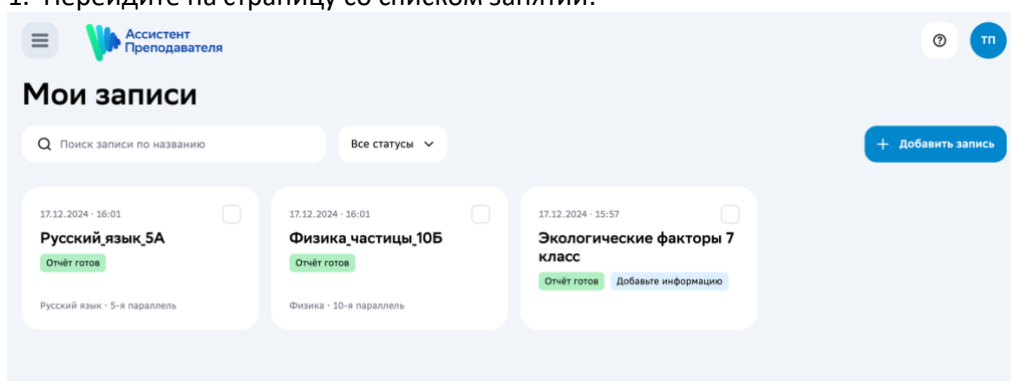 1. Перейдите на страницу со списком занятий.
Ассистент
Преподавателя
ТП
Мои записи
Поиск записи по названию
Все статусы
+ Добавить запись
17.12.2024 · 16:01
Русский_язык_5А
Отчёт готов
Русский язык · 5-я параллель
17.12.2024 · 16:01
Физика_частицы_10Б
Отчёт готов
Физика · 10-я параллель
17.12.2024 · 15:57
Экологические факторы 7
класс
Отчёт готов
Добавьте информацию